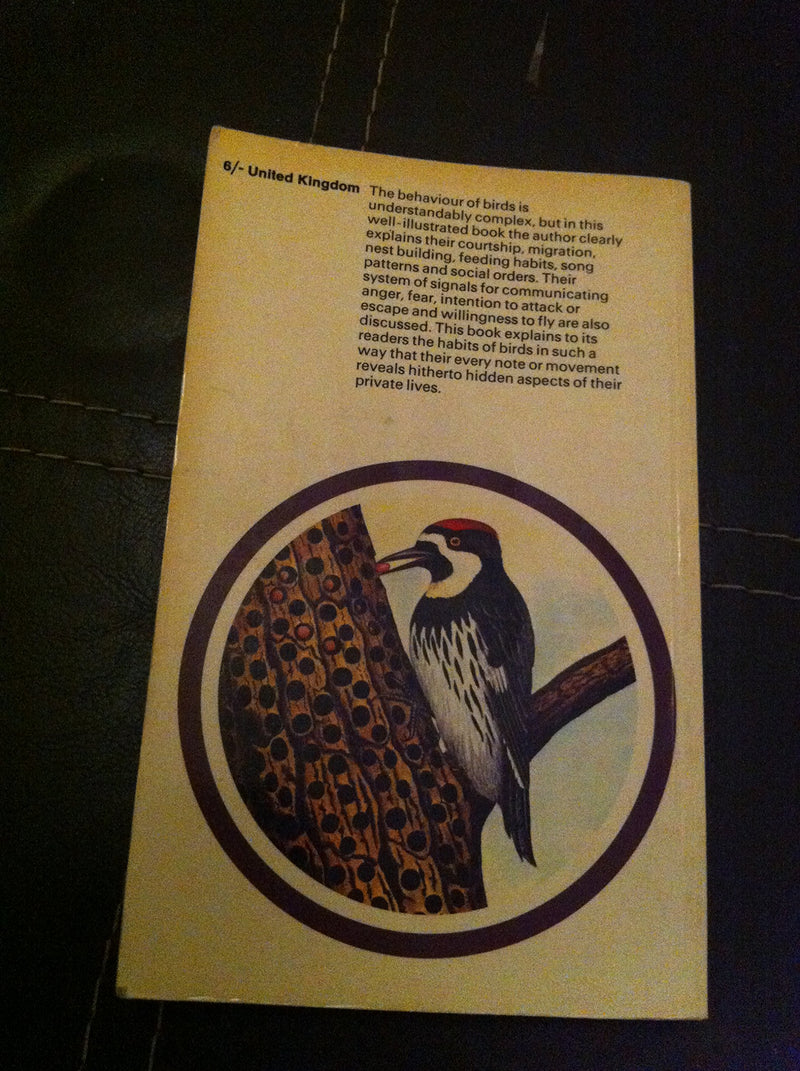 6/- United Kingdom
The behaviour of birds is
understandably complex, but in this
well-illustrated book the author clearly
explains their courtship, migration,
nest building, feeding habits, song
patterns and social orders. Their
system of signals for communicating
anger, fear, intention to attack or
escape and willingness to fly are also
discussed. This book explains to its
readers the habits of birds in such a
way that their every note or movement
reveals hitherto hidden aspects of their
private lives.